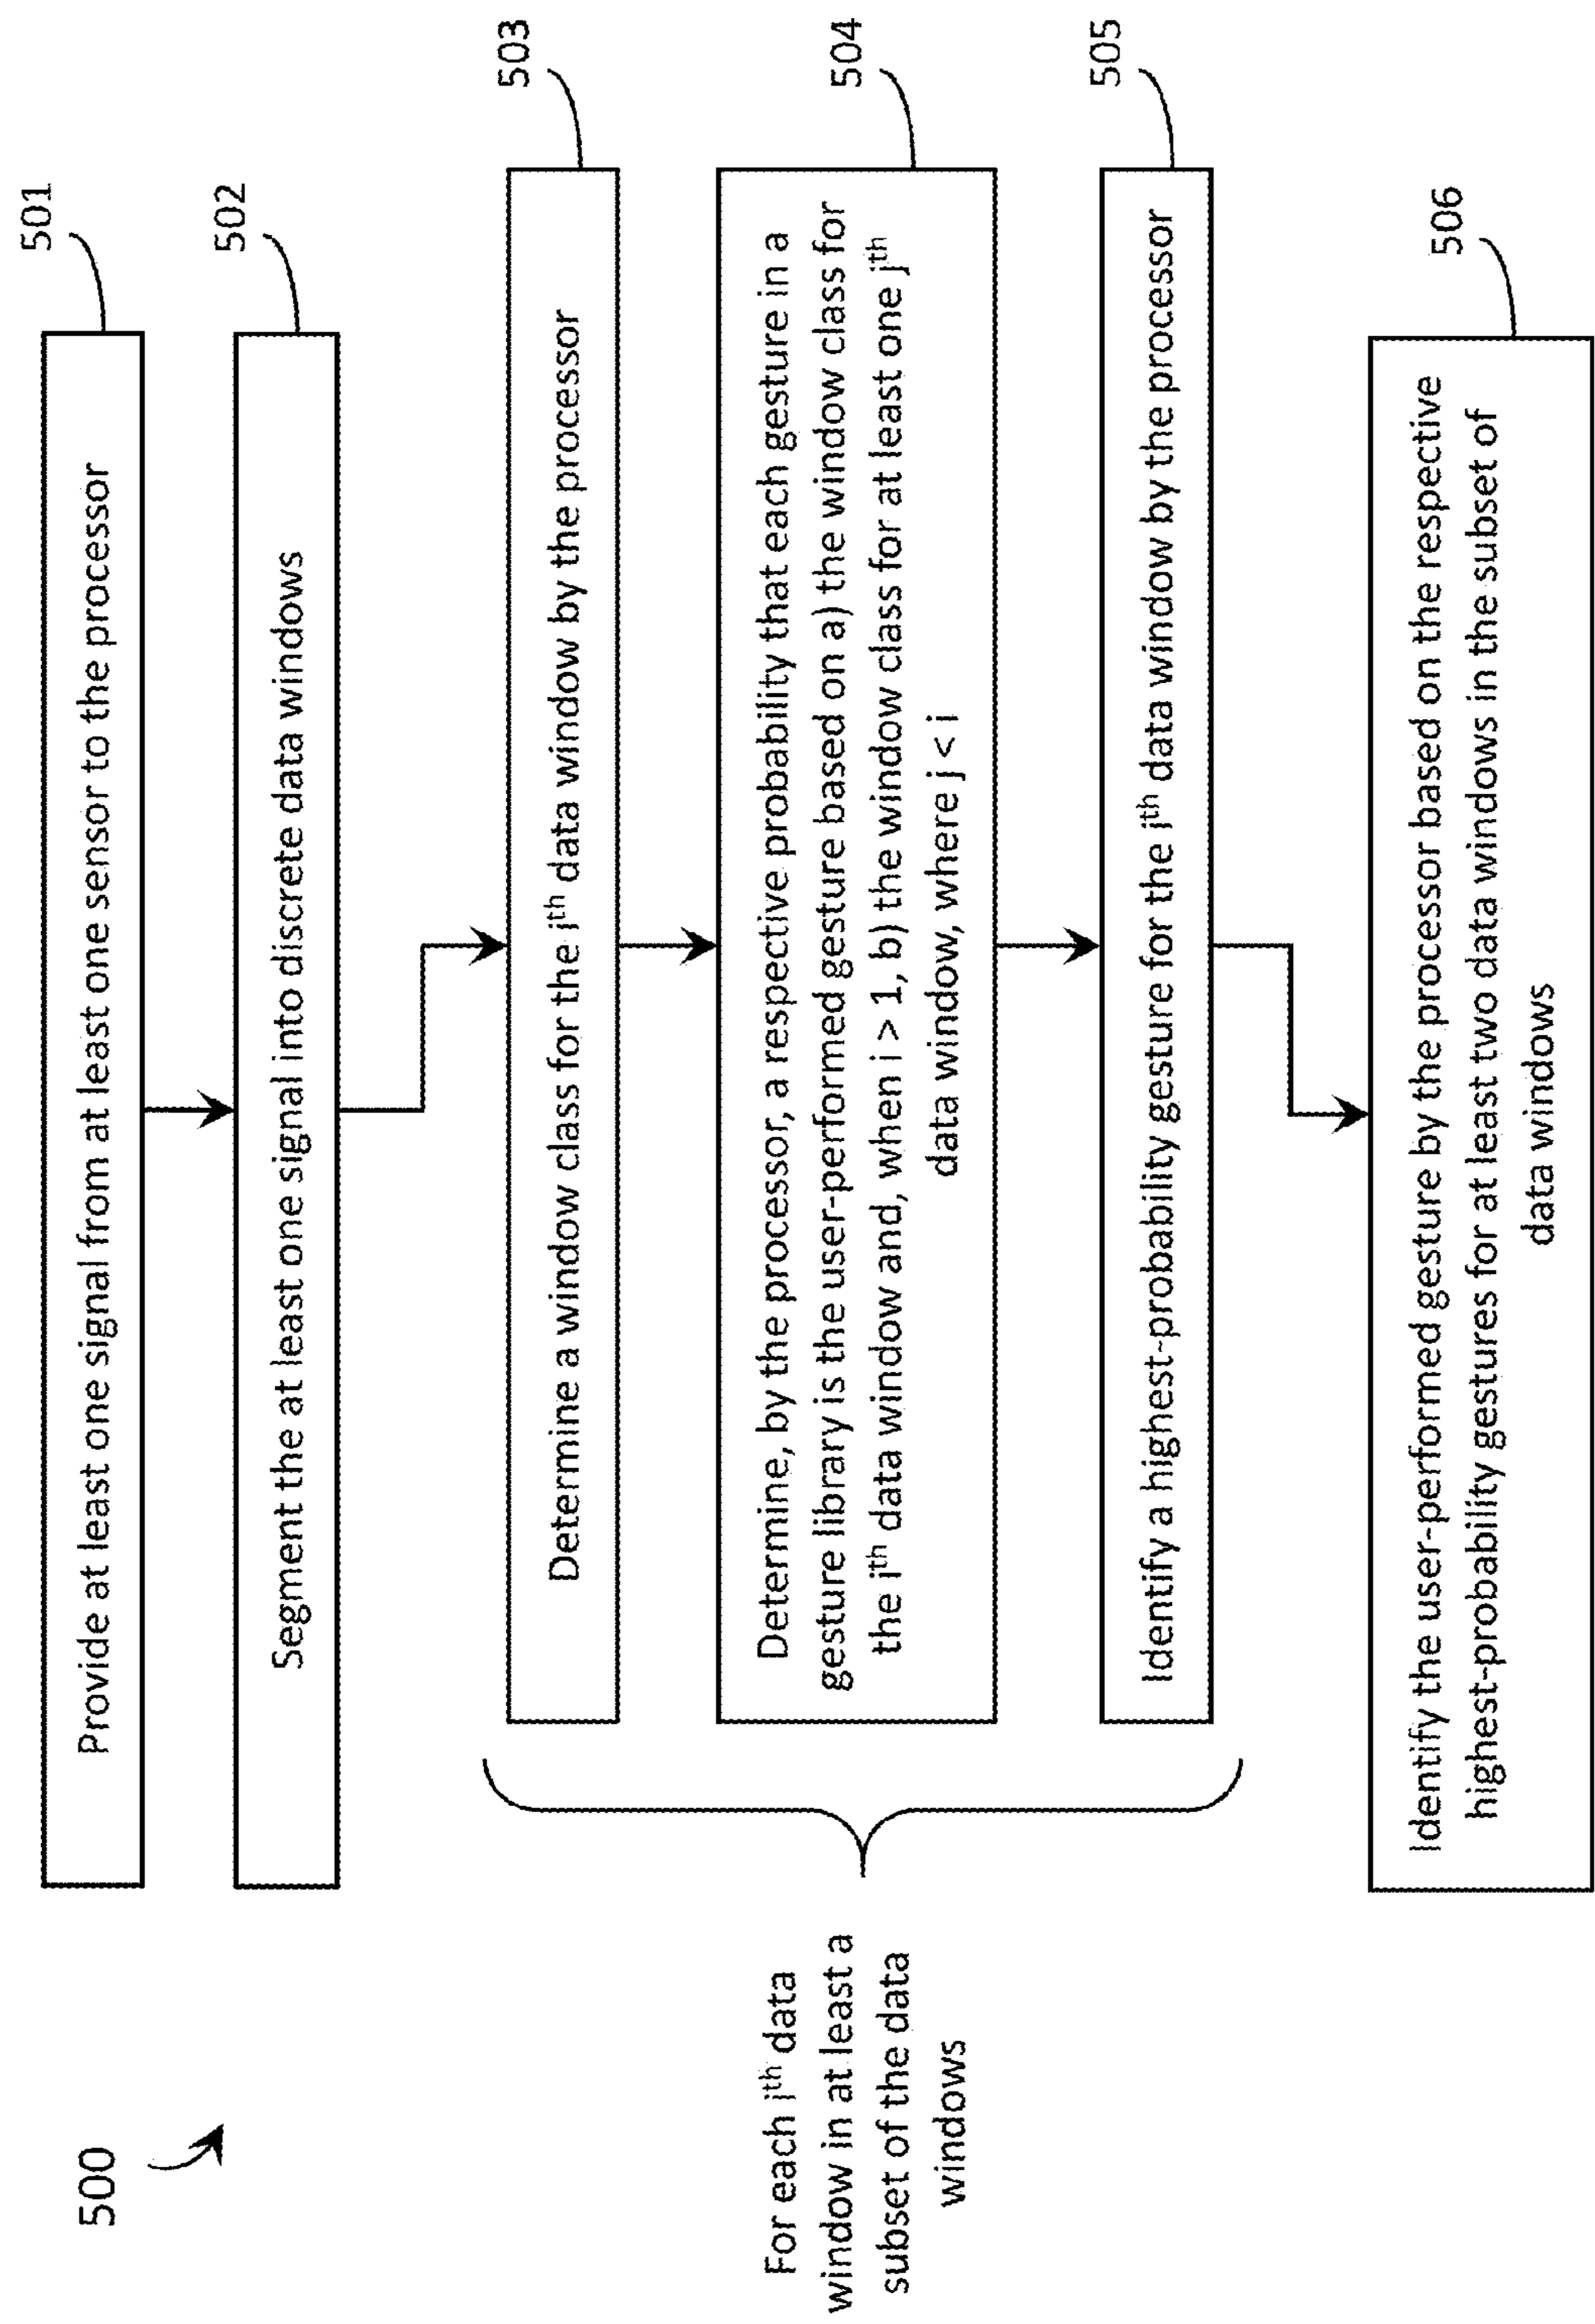 500
501
Provide at least one signal from at least one sensor to the processor
502
Segment the at least one signal into discrete data windows
For each iᵗʰ data
window in at least a
subset of the data
windows
503
Determine a window class for the iᵗʰ data window by the processor
504
Determine, by the processor, a respective probability that each gesture in a
gesture library is the user-performed gesture based on a) the window class for
the iᵗʰ data window and, when i > 1, b) the window class for at least one jᵗʰ
data window, where j < i
505
Identify a highest-probability gesture for the iᵗʰ data window by the processor
506
Identify the user-performed gesture by the processor based on the respective
highest-probability gestures for at least two data windows in the subset of
data windows